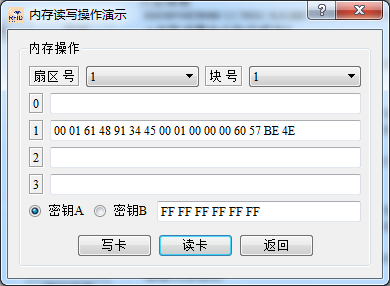 内存读写操作演示
内存操作
扇区号 1 块号 1
0
1 00 01 61 48 91 34 45 00 01 00 00 00 60 57 BE 4E
2
3
密钥A 密钥B FF FF FF FF FF FF
写卡 读卡 返回